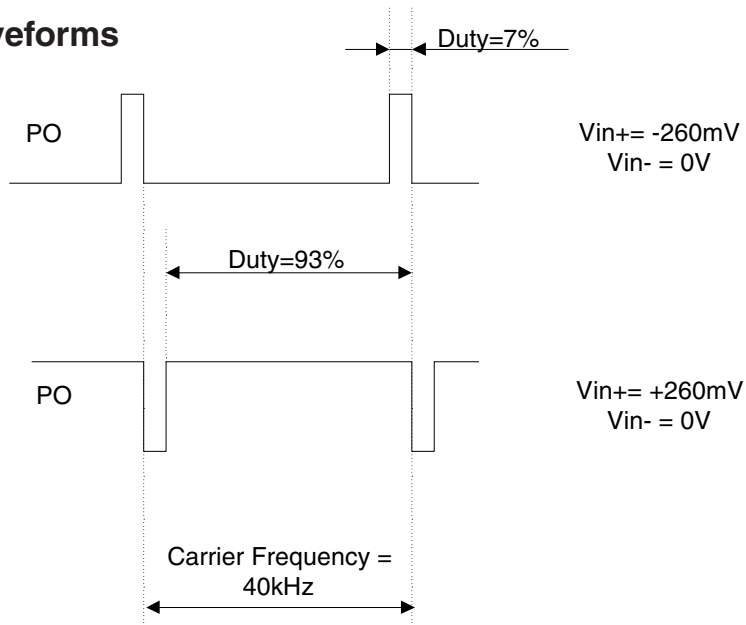 veforms
Duty=7%
PO
Vin+= -260mV
Vin- = 0V
Duty=93%
PO
Vin+= +260mV
Vin- = 0V
Carrier Frequency =
40kHz